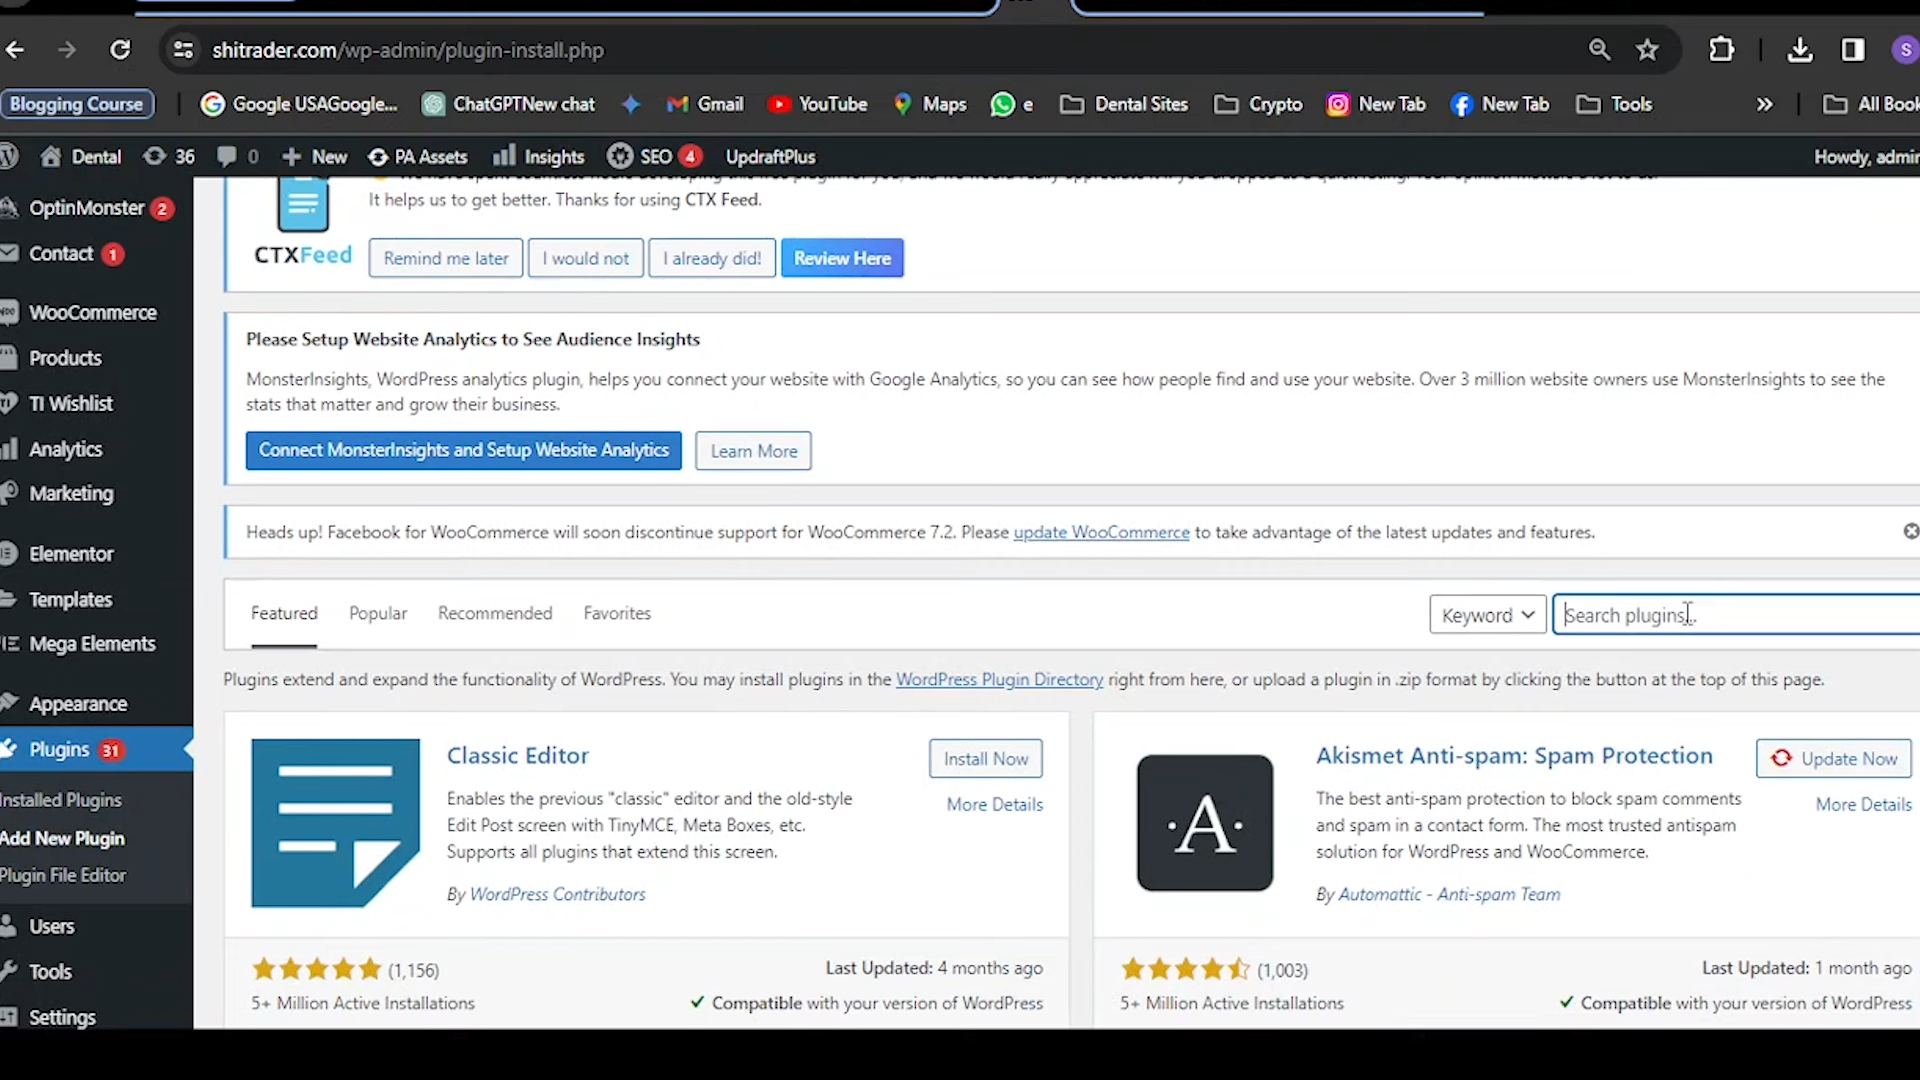 shitrader.com/wp-admin/plugin-install.php
S
Blogging Course
Google USAGoogle...
ChatGPTNew chat
Gmail
YouTube
Maps
e
Dental Sites
Crypto
New Tab
New Tab
Tools
All Book
Dental
36
0
New
PA Assets
Insights
SEO 4
UpdraftPlus
Howdy, admin
OptinMonster 2
Contact 1
WooCommerce
Products
TI Wishlist
Analytics
Marketing
Elementor
Templates
Mega Elements
Appearance
Plugins 31
Installed Plugins
Add New Plugin
Plugin File Editor
Users
Tools
Settings
It helps us to get better. Thanks for using CTX Feed.
CTXFeed
Remind me later
I would not
I already did!
Review Here
Please Setup Website Analytics to See Audience Insights
MonsterInsights, WordPress analytics plugin, helps you connect your website with Google Analytics, so you can see how people find and use your website. Over 3 million website owners use MonsterInsights to see the
stats that matter and grow their business.
Connect MonsterInsights and Setup Website Analytics
Learn More
Heads up! Facebook for WooCommerce will soon discontinue support for WooCommerce 7.2. Please update WooCommerce to take advantage of the latest updates and features.
Featured
Popular
Recommended
Favorites
Keyword
Search plugins...
Plugins extend and expand the functionality of WordPress. You may install plugins in the WordPress Plugin Directory right from here, or upload a plugin in .zip format by clicking the button at the top of this page.
Classic Editor
Install Now
More Details
Enables the previous "classic" editor and the old-style
Edit Post screen with TinyMCE, Meta Boxes, etc.
Supports all plugins that extend this screen.
By WordPress Contributors
(1,156)
Last Updated: 4 months ago
5+ Million Active Installations
Compatible with your version of WordPress
·A·
Akismet Anti-spam: Spam Protection
Update Now
More Details
The best anti-spam protection to block spam comments
and spam in a contact form. The most trusted antispam
solution for WordPress and WooCommerce.
By Automattic - Anti-spam Team
(1,003)
Last Updated: 1 month ago
5+ Million Active Installations
Compatible with your version of WordPress